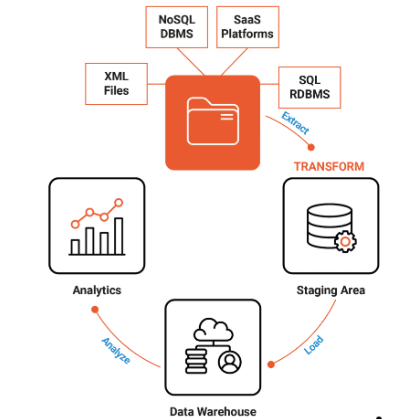 NoSQL
DBMS
SaaS
Platforms
XML
Files
SQL
RDBMS
Extract
TRANSFORM
Analytics
Staging Area
Analyze
Load
Data Warehouse